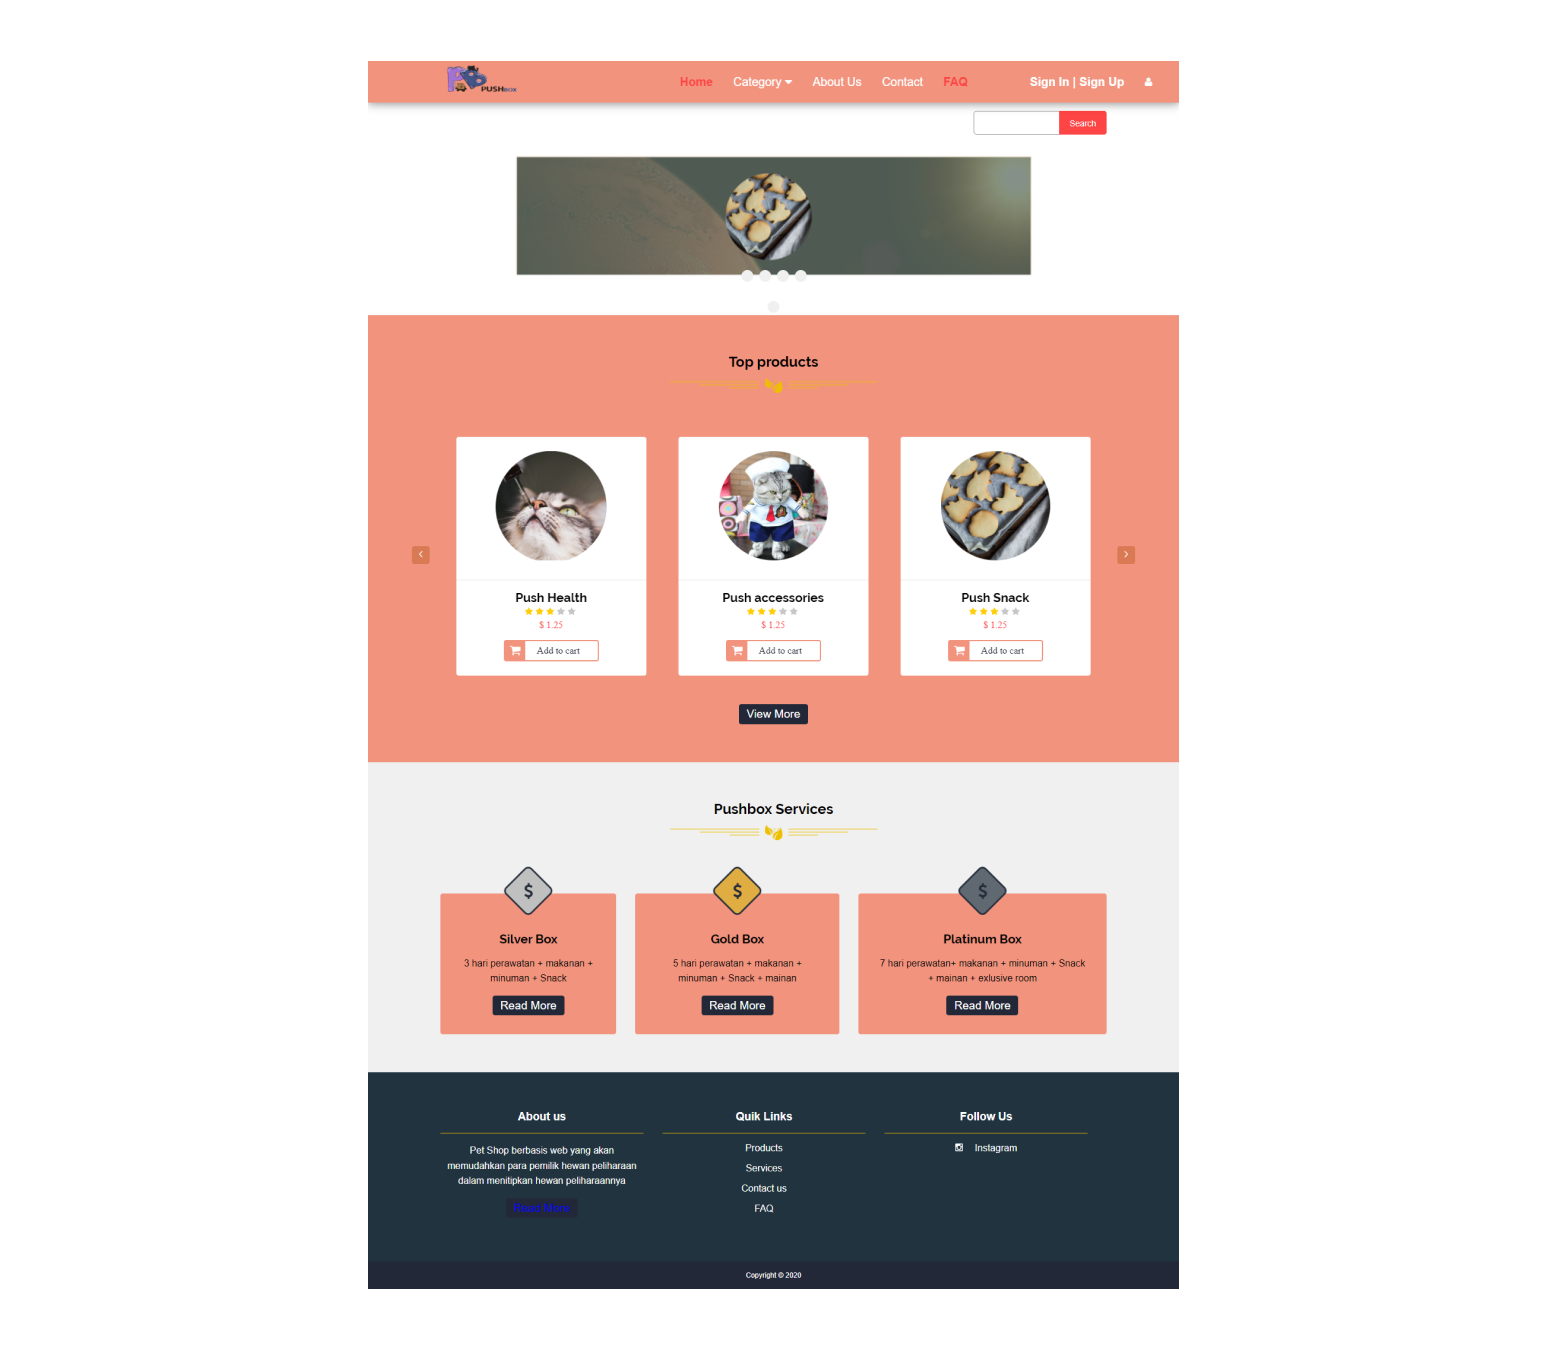 PUSHBOX
Home Category About Us Contact FAQ Sign In | Sign Up
Search
Top products
Push Health Push accessories Push Snack
$ 1.25 $ 1.25 $ 1.25
Add to cart Add to cart Add to cart
View More
Pushbox Services
$ $ $
Silver Box Gold Box Platinum Box
3 hari perawatan + makanan +
minuman + Snack
5 hari perawatan + makanan +
minuman + Snack + mainan
7 hari perawatan+ makanan + minuman + Snack
+ mainan + exlusive room
Read More Read More Read More
About us
Pet Shop berbasis web yang akan
memudahkan para pemilik hewan peliharaan
dalam menitipkan hewan peliharaannya
Read More
Quik Links
Products
Services
Contact us
FAQ
Follow Us
Instagram
Copyright © 2020